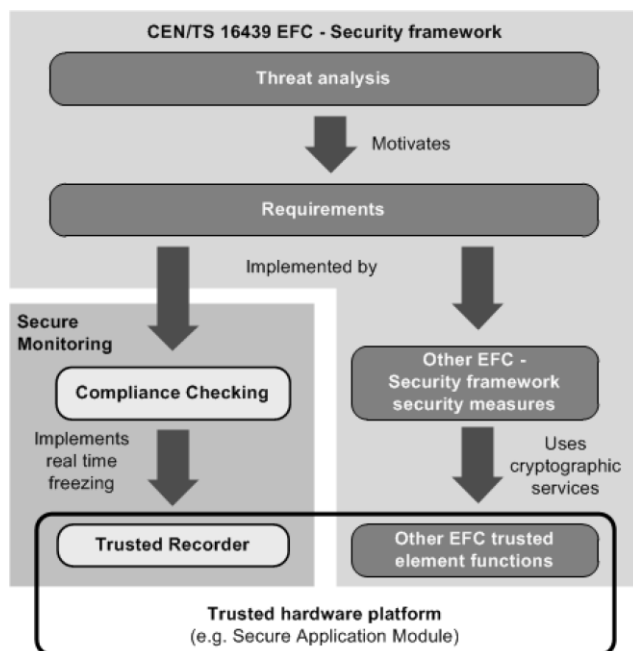 CEN/TS 16439 EFC - Security framework
Threat analysis
Motivates
Requirements
Implemented by
Secure
Monitoring
Compliance Checking
Other EFC -
Security framework
security measures
Implements
real time
freezing
Uses
cryptographic
services
Trusted Recorder
Other EFC trusted
element functions
Trusted hardware platform
(e.g. Secure Application Module)